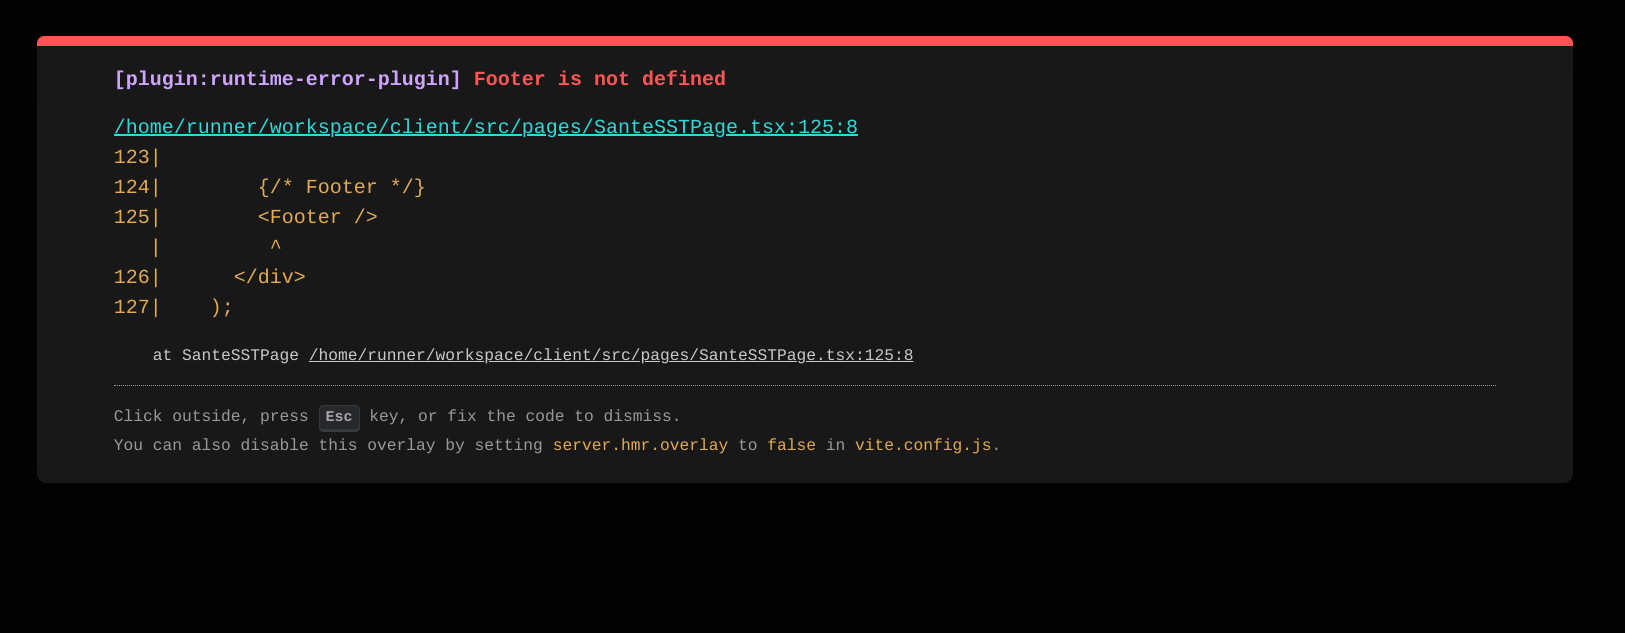 [plugin:runtime-error-plugin] Footer is not defined
/home/runner/workspace/client/src/pages/SanteSSTPage.tsx:125:8
123|
124|        {/* Footer */}
125|        <Footer />
   |         ^
126|      </div>
127|    );
at SanteSSTPage /home/runner/workspace/client/src/pages/SanteSSTPage.tsx:125:8
Click outside, press Esc key, or fix the code to dismiss.
You can also disable this overlay by setting server.hmr.overlay to false in vite.config.js.